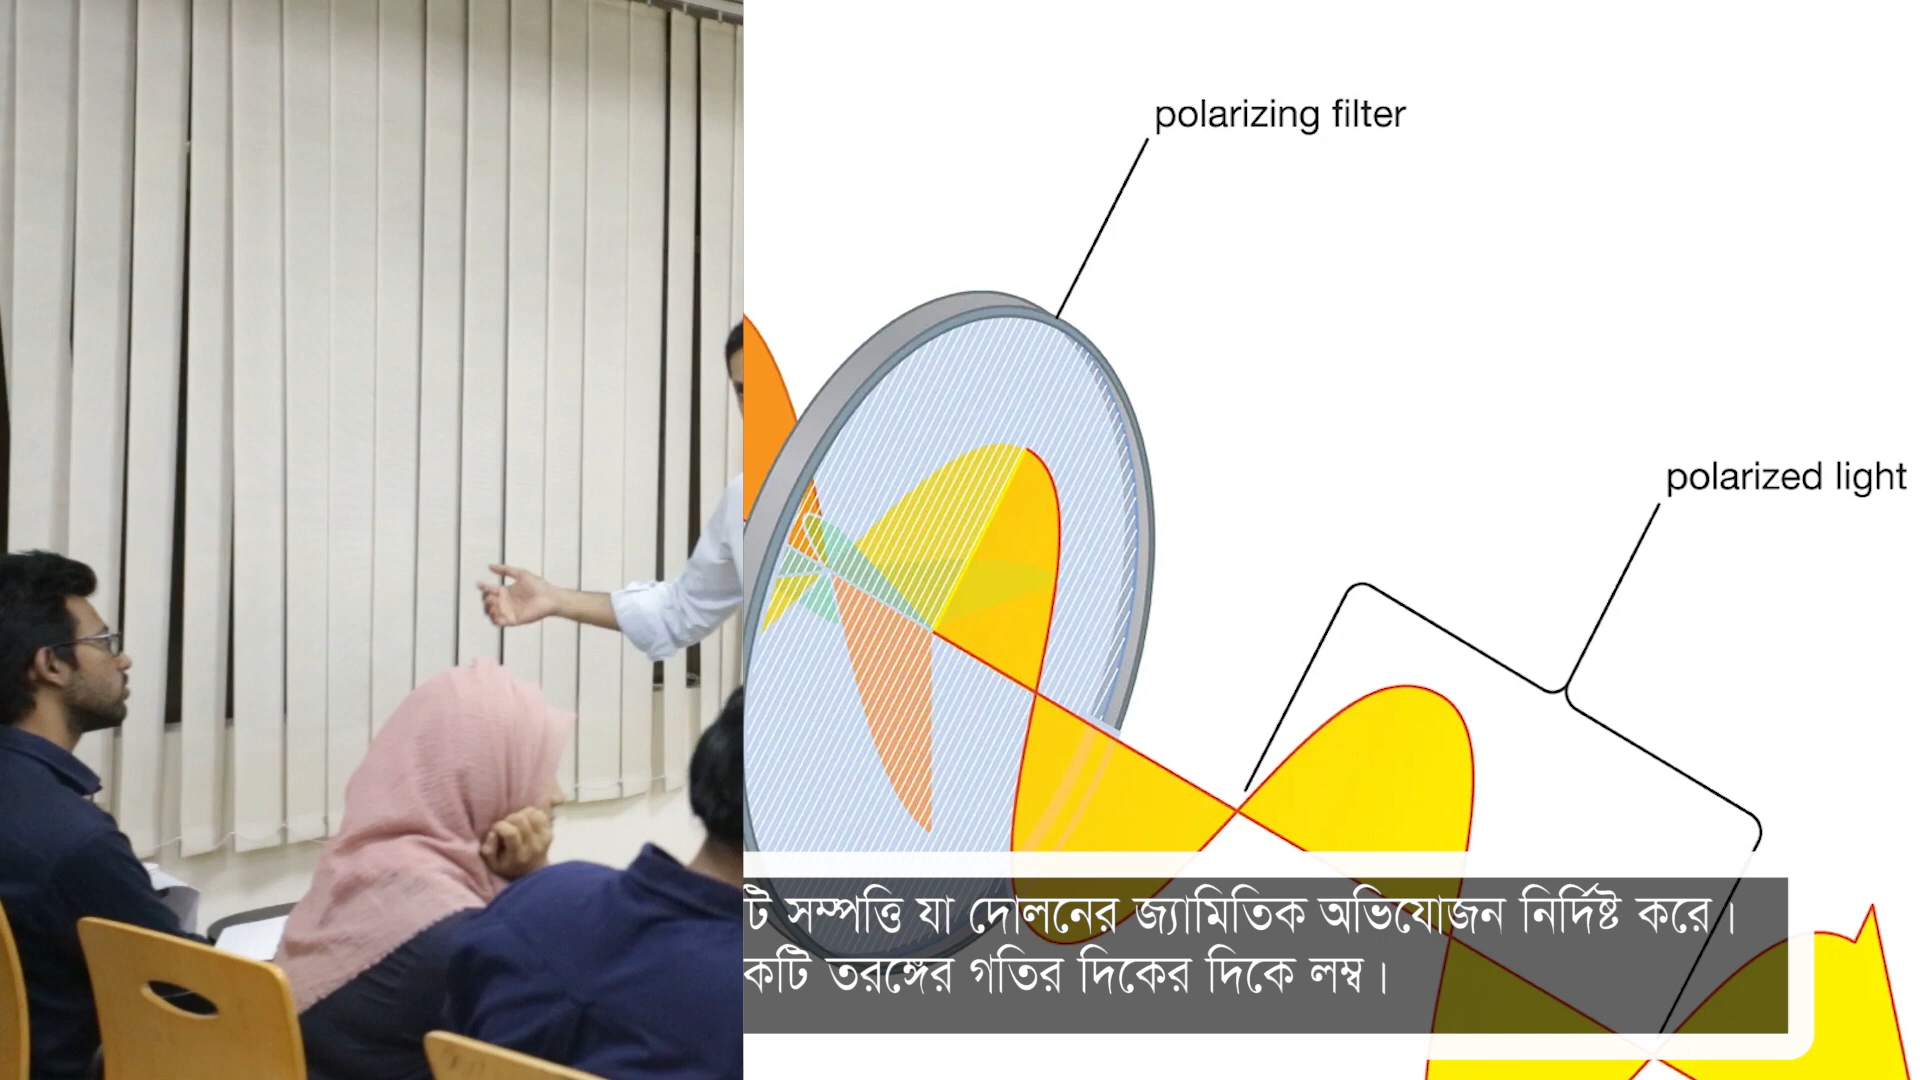 polarizing filter
polarized light
টি সম্পত্তি যা দোলনের জ্যামিতিক অভিযোজন নির্দিষ্ট করে।
কটি তরঙ্গের গতির দিকের দিকে লম্ব।